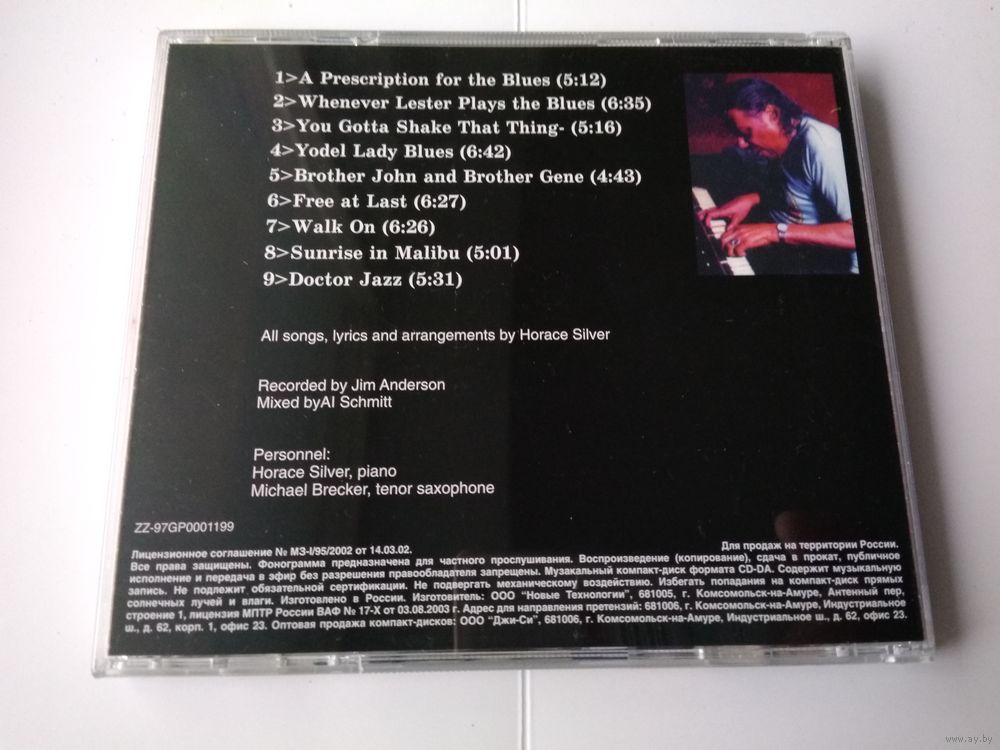 1>A Prescription for the Blues (5:12)
2>Whenever Lester Plays the Blues (6:35)
3>You Gotta Shake That Thing- (5:16)
4>Yodel Lady Blues (6:42)
5>Brother John and Brother Gene (4:43)
6>Free at Last (6:27)
7>Walk On (6:26)
8>Sunrise in Malibu (5:01)
9>Doctor Jazz (5:31)
All songs, lyrics and arrangements by Horace Silver
Recorded by Jim Anderson
Mixed byAl Schmitt
Personnel:
Horace Silver, piano
Michael Brecker, tenor saxophone
ZZ-97GP0001199
Лицензионное соглашение № МЗ-I/95/2002 от 14.03.02. Для продаж на территории России.
Все права защищены. Фонограмма предназначена для частного прослушивания. Воспроизведение (копирование), сдача в прокат, публичное
исполнение и передача в эфир без разрешения правообладателя запрещены. Музакальный компакт-диск формата CD-DA. Содержит музыкальную
запись. Не подлежит обязательной сертификации. Не подвергать механическому воздействию. Избегать попадания на компакт-диск прямых
солнечных лучей и влаги. Изготовлено в России. Изготовитель: ООО "Новые Технологии", 681005, г. Комсомольск-на-Амуре, Антенный пер,
строение 1, лицензия МПТР России ВАФ № 17-X от 03.08.2003 г. Адрес для направления претензий: 681006, г. Комсомольск-на-Амуре, Индустриальное
ш., д. 62, корп. 1, офис 23. Оптовая продажа компакт-дисков: ООО "Джи-Си", 681006, г. Комсомольск-на-Амуре, Индустриальное ш., д. 62, офис 23.
www.ay.by